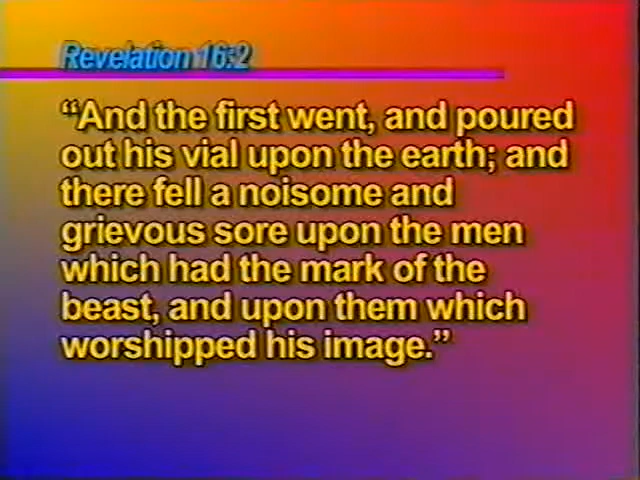 Revelation 16:2
“And the first went, and poured
out his vial upon the earth; and
there fell a noisome and
grievous sore upon the men
which had the mark of the
beast, and upon them which
worshipped his image.”